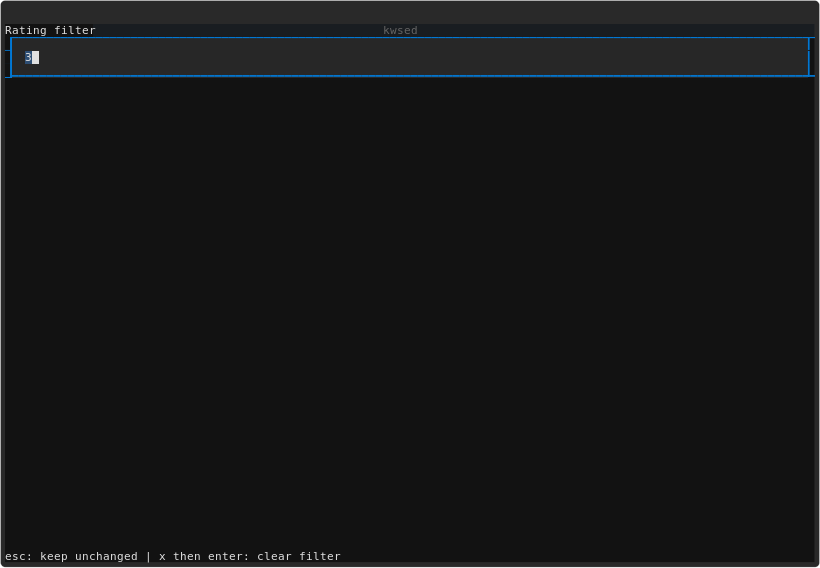 Rating filter
kwsed
3
esc: keep unchanged | x then enter: clear filter